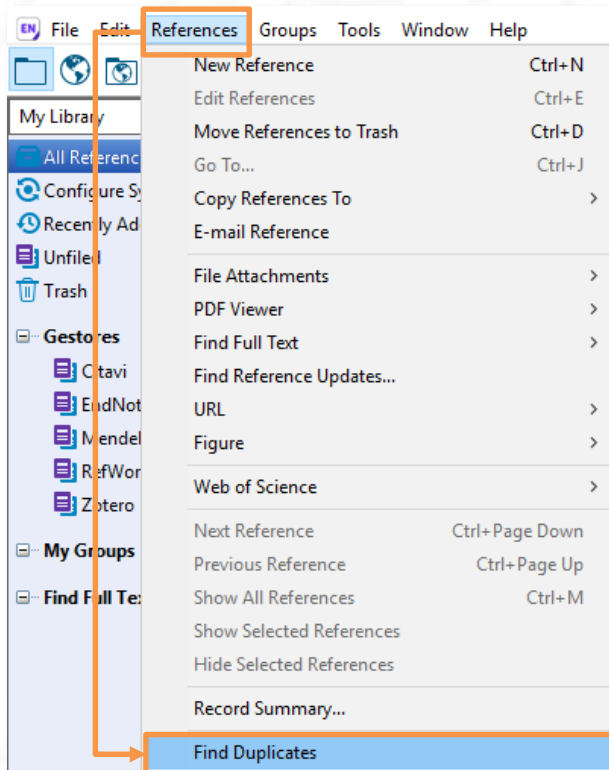 EN File Edit References Groups Tools Window Help
My Library
All Referenc
Configure Sy
Recently Ad
Unfiled
Trash
Gestores
Citavi
EndNot
Mendel
RefWor
Zotero
My Groups
Find Full Te
New Reference Ctrl+N
Edit References Ctrl+E
Move References to Trash Ctrl+D
Go To... Ctrl+J
Copy References To
E-mail Reference
File Attachments
PDF Viewer
Find Full Text
Find Reference Updates...
URL
Figure
Web of Science
Next Reference Ctrl+Page Down
Previous Reference Ctrl+Page Up
Show All References Ctrl+M
Show Selected References
Hide Selected References
Record Summary...
Find Duplicates